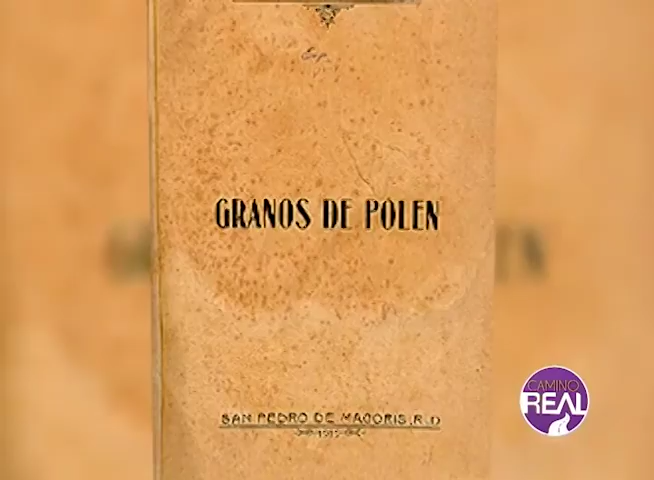 GRANOS DE POLEN
SAN PEDRO DE MACORIS, R. D
CAMINO
REAL